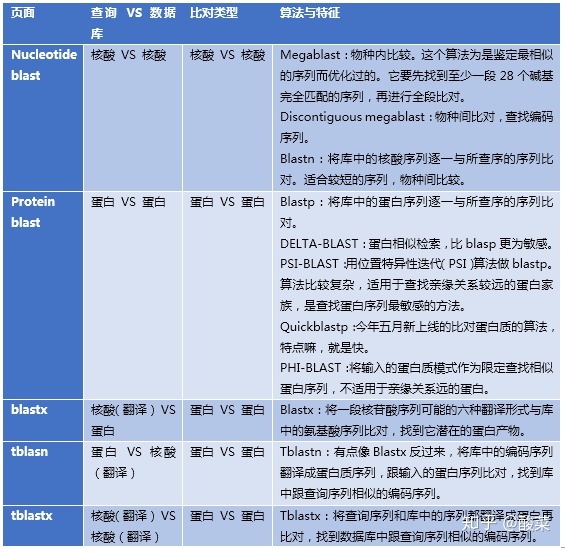 页面
查询 VS 数据
库
比对类型
算法与特征
Nucleotide
blast
核酸 VS 核酸
核酸 VS 核酸
Megablast：物种内比较。这个算法为是鉴定最相似
的序列而优化过的。它要先找到至少一段 28 个碱基
完全匹配的序列，再进行全段比对。
Discontiguous megablast：物种间比对，查找编码
序列。
Blastn：将库中的核酸序列逐一与所查序的序列比
对。适合较短的序列，物种间比较。
Protein
blast
蛋白 VS 蛋白
蛋白 VS 蛋白
Blastp：将库中的蛋白序列逐一与所查序的序列比
对。
DELTA-BLAST：蛋白相似检索，比 blasp 更为敏感。
PSI-BLAST：用位置特异性迭代（PSI）算法做 blastp。
算法比较复杂，适用于查找亲缘关系较远的蛋白家
族，是查找蛋白序列最敏感的方法。
Quickblastp：今年五月新上线的比对蛋白质的算法，
特点嘛，就是快。
PHI-BLAST：将输入的蛋白质模式作为限定查找相似
蛋白序列，不适用于亲缘关系远的蛋白。
blastx
核酸（翻译）VS
蛋白
蛋白 VS 蛋白
Blastx：将一段核苷酸序列可能的六种翻译形式与库
中的氨基酸序列比对，找到它潜在的蛋白产物。
tblasn
蛋白 VS 核酸
（翻译）
蛋白 VS 蛋白
Tblastn：有点像 Blastx 反过来，将库中的编码序列
翻译成蛋白质序列，跟输入的蛋白序列比对，找到库
中跟查询序列相似的编码序列。
tblastx
核酸（翻译）VS
核酸（翻译）
蛋白 VS 蛋白
Tblastx：将查询序列和库中的序列都翻译成蛋白再
比对，找到数据库中跟查询序列相似的编码序列。
知乎 @酸菜